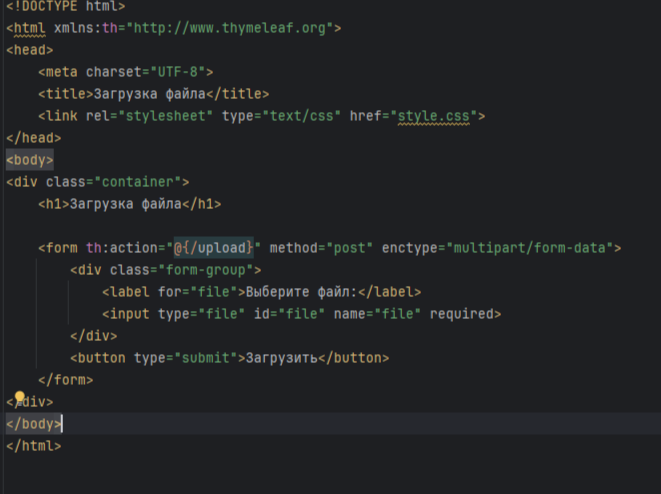 <!DOCTYPE html>
<html xmlns:th="http://www.thymeleaf.org">
<head>
    <meta charset="UTF-8">
    <title>Загрузка файла</title>
    <link rel="stylesheet" type="text/css" href="style.css">
</head>
<body>
<div class="container">
    <h1>Загрузка файла</h1>

    <form th:action="@{/upload}" method="post" enctype="multipart/form-data">
        <div class="form-group">
            <label for="file">Выберите файл:</label>
            <input type="file" id="file" name="file" required>
        </div>
        <button type="submit">Загрузить</button>
    </form>
</div>
</body>
</html>